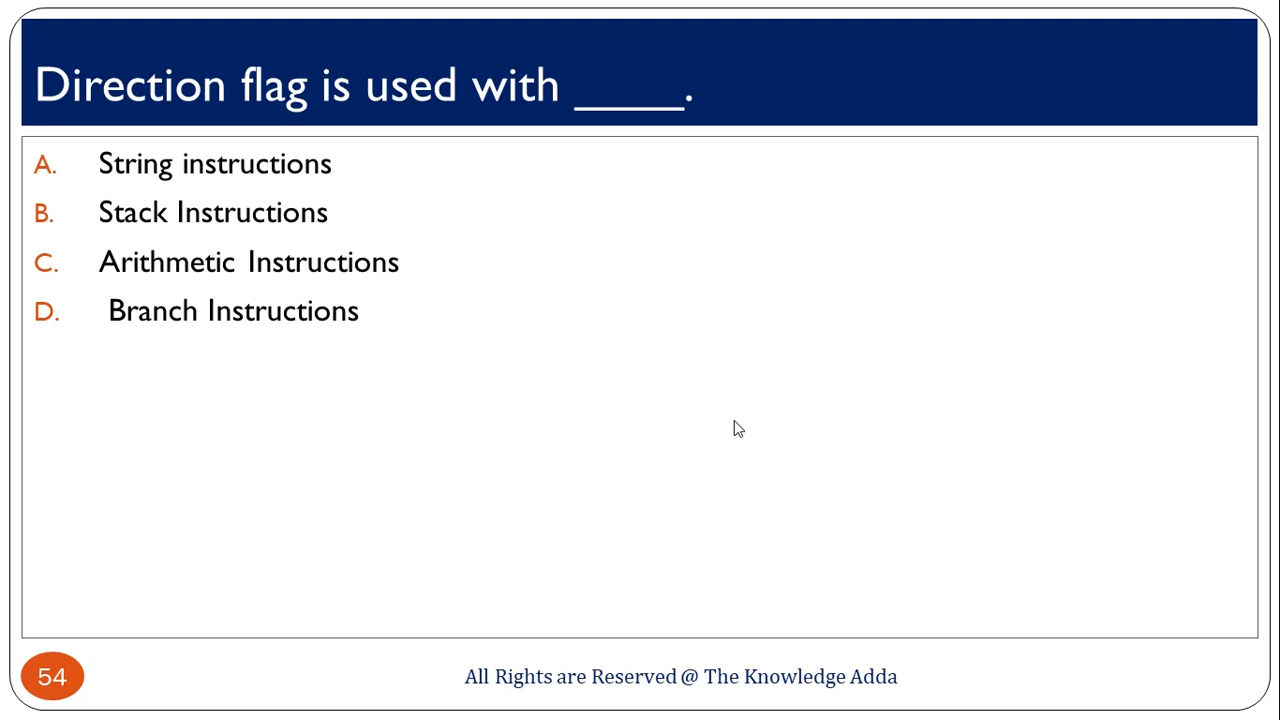 Direction flag is used with _____.
A. String instructions
B. Stack Instructions
C. Arithmetic Instructions
D. Branch Instructions
54
All Rights are Reserved @ The Knowledge Adda